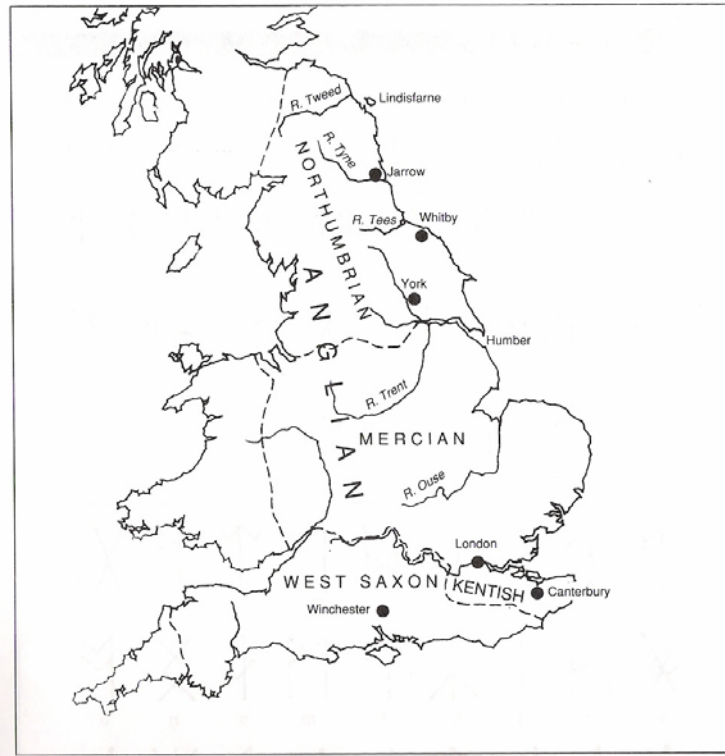 R. Tweed
Lindisfarne
R. Tyne
Jarrow
NORTHUMBRIAN
R. Tees
Whitby
York
ANGLIAN
Humber
R. Trent
MERCIAN
R. Ouse
London
WEST SAXON
KENTISH
Canterbury
Winchester